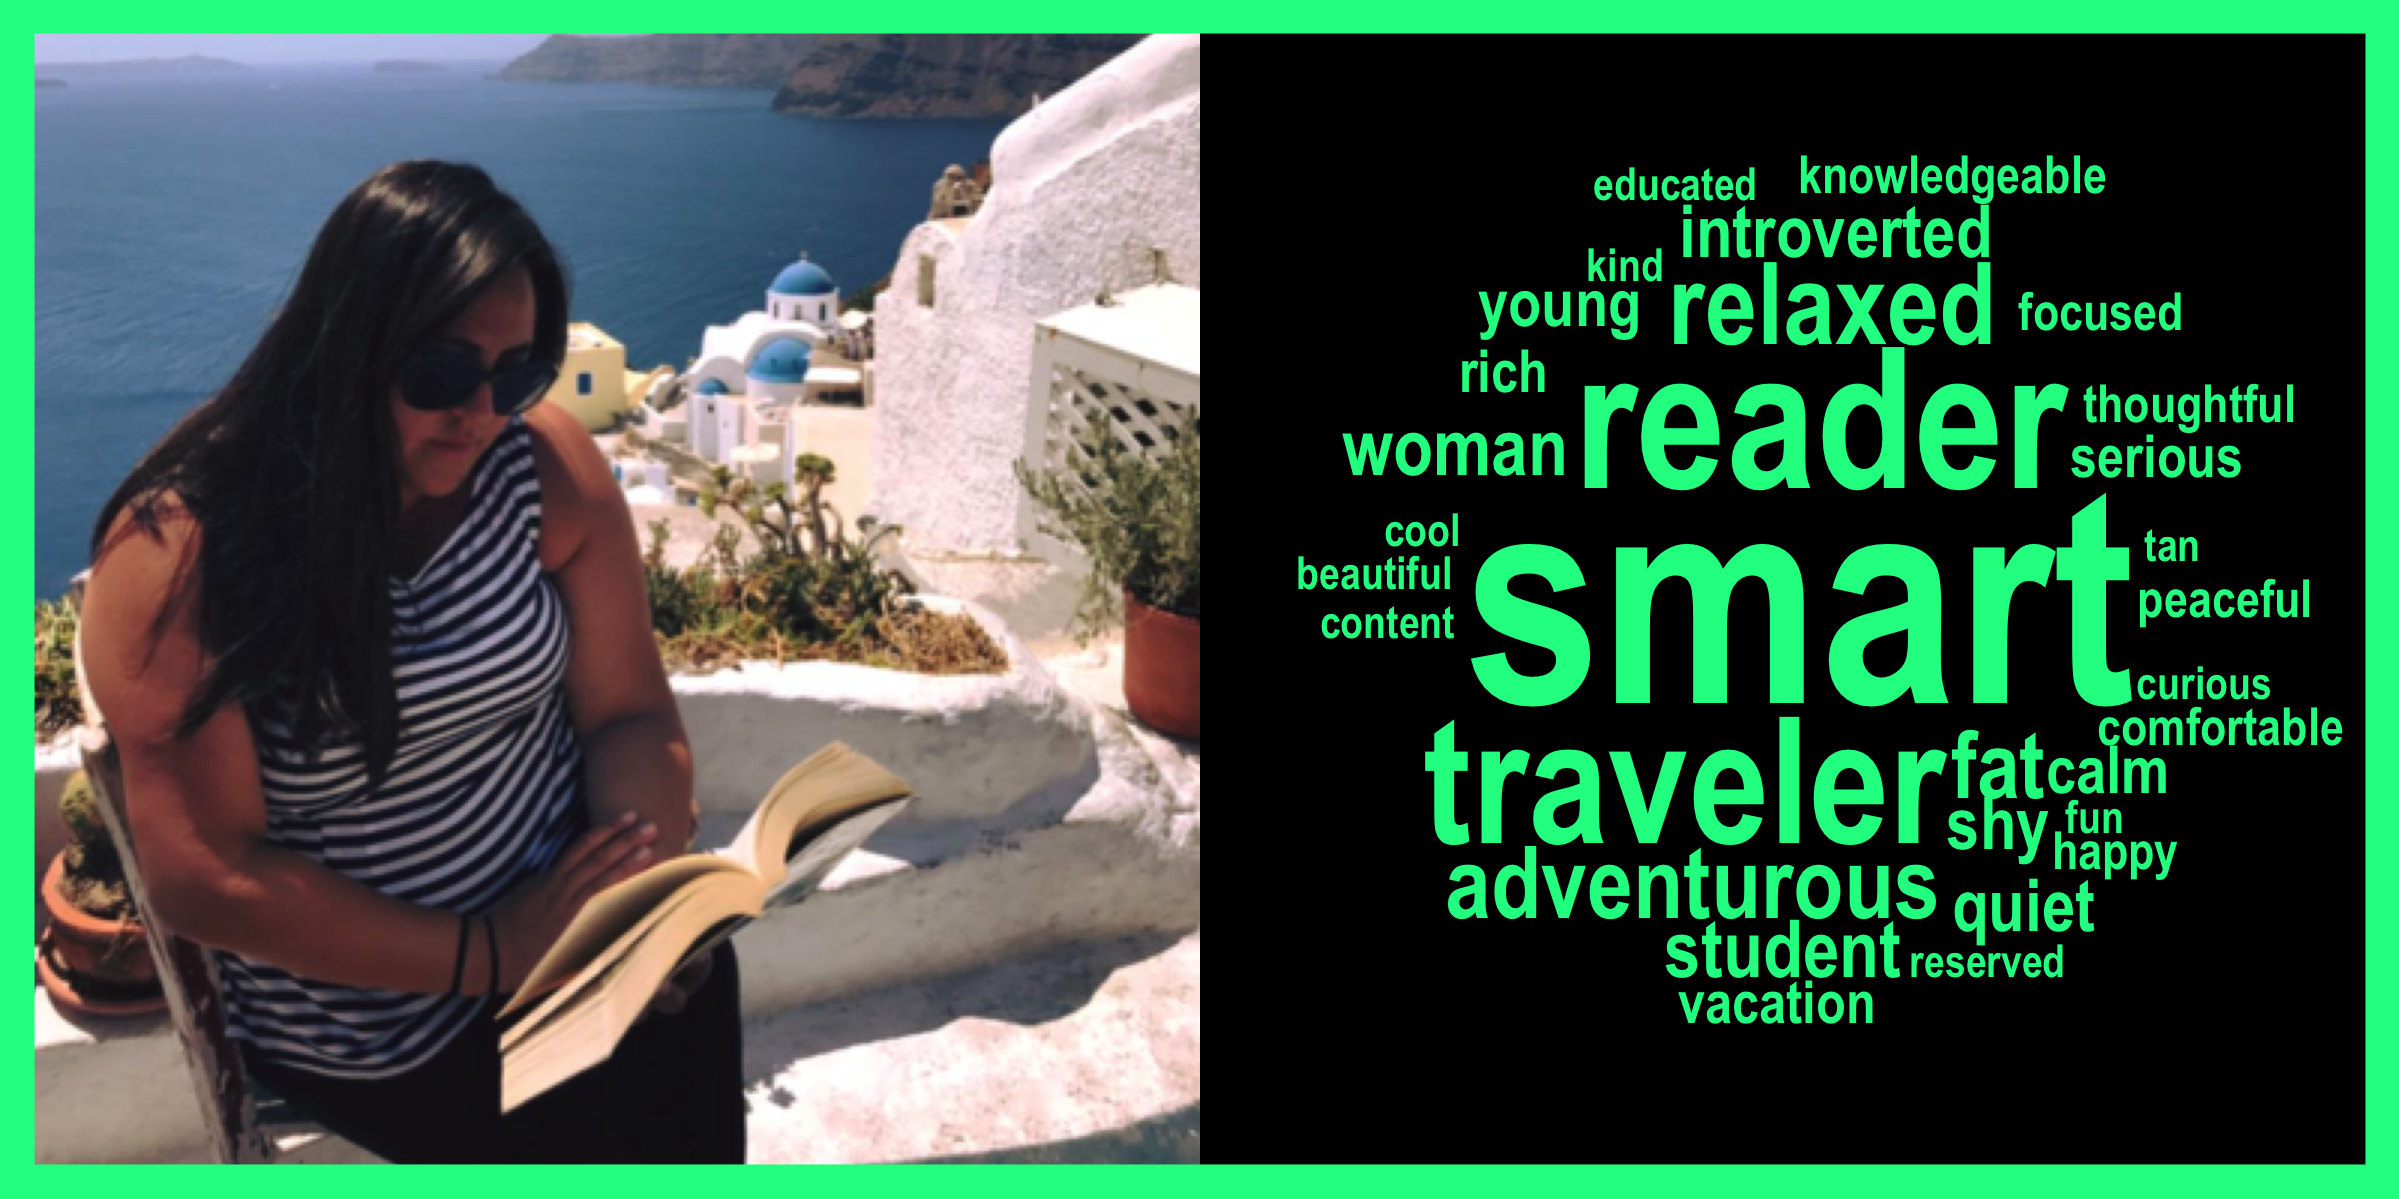 educated knowledgeable
introverted
kind
young relaxed focused
rich
reader thoughtful
woman serious
cool
tan
beautiful smart peaceful
content
curious
comfortable
traveler fat calm
shy fun
happy
adventurous quiet
student reserved
vacation